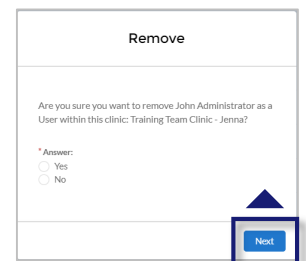 Remove
Are you sure you want to remove John Administrator as a
User within this clinic: Training Team Clinic - Jenna?
*Answer:
Yes
No
Next